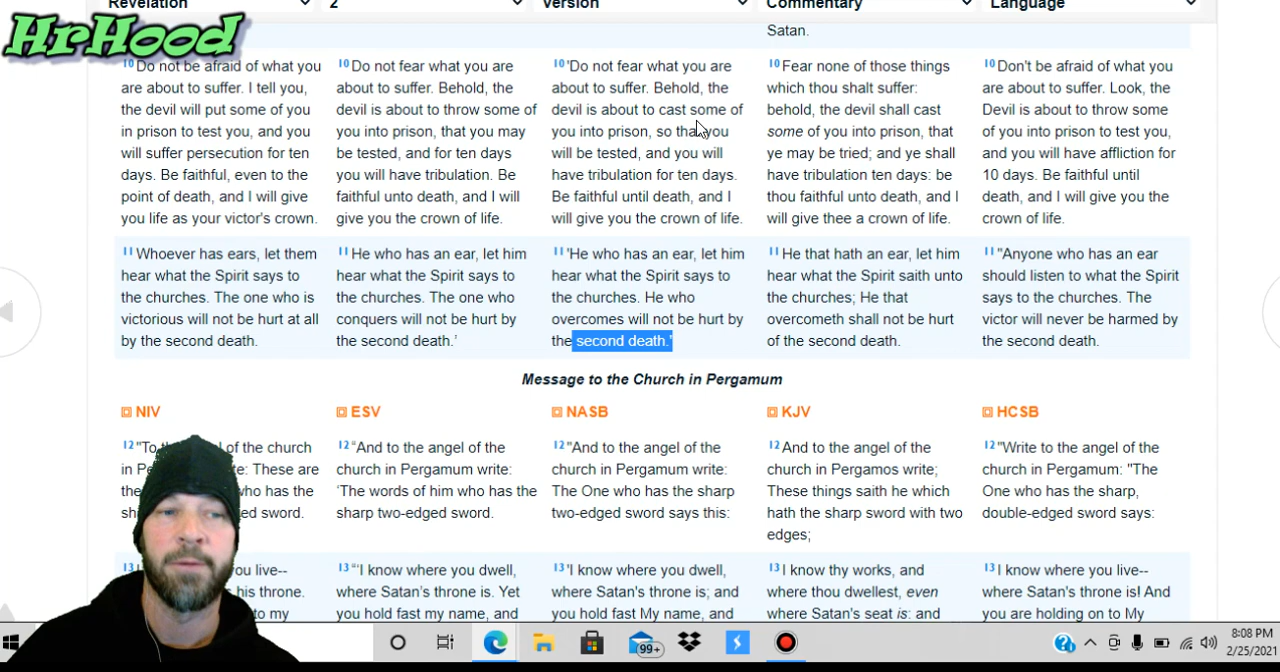 Revelation 2 Version Commentary Language
HrHood
Satan.
10 Do not be afraid of what you
are about to suffer. I tell you,
the devil will put some of you
in prison to test you, and you
will suffer persecution for ten
days. Be faithful, even to the
point of death, and I will give
you life as your victor's crown.
10 Do not fear what you are
about to suffer. Behold, the
devil is about to throw some of
you into prison, that you may
be tested, and for ten days
you will have tribulation. Be
faithful unto death, and I will
give you the crown of life.
10 'Do not fear what you are
about to suffer. Behold, the
devil is about to cast some of
you into prison, so that you
will be tested, and you will
have tribulation for ten days.
Be faithful until death, and I
will give you the crown of life.
10 Fear none of those things
which thou shalt suffer:
behold, the devil shall cast
some of you into prison, that
ye may be tried; and ye shall
have tribulation ten days: be
thou faithful unto death, and I
will give thee a crown of life.
10 Don't be afraid of what you
are about to suffer. Look, the
Devil is about to throw some
of you into prison to test you,
and you will have affliction for
10 days. Be faithful until
death, and I will give you the
crown of life.
11 Whoever has ears, let them
hear what the Spirit says to
the churches. The one who is
victorious will not be hurt at all
by the second death.
11 He who has an ear, let him
hear what the Spirit says to
the churches. The one who
conquers will not be hurt by
the second death.'
11 'He who has an ear, let him
hear what the Spirit says to
the churches. He who
overcomes will not be hurt by
the second death.'
11 He that hath an ear, let him
hear what the Spirit saith unto
the churches; He that
overcometh shall not be hurt
of the second death.
11 "Anyone who has an ear
should listen to what the Spirit
says to the churches. The
victor will never be harmed by
the second death.
Message to the Church in Pergamum
NIV
ESV
NASB
KJV
HCSB
12 "To of the church
in
who has the
ed sword.
12 "And to the angel of the
church in Pergamum write:
'The words of him who has the
sharp two-edged sword.
12 "And to the angel of the
church in Pergamum write:
The One who has the sharp
two-edged sword says this:
12 And to the angel of the
church in Pergamos write;
These things saith he which
hath the sharp sword with two
edges;
12 "Write to the angel of the
church in Pergamum: "The
One who has the sharp,
double-edged sword says:
13 you live--
his throne.
to my
13 "'I know where you dwell,
where Satan's throne is. Yet
you hold fast my name, and
13 'I know where you dwell,
where Satan's throne is; and
you hold fast My name, and
13 I know thy works, and
where thou dwellest, even
where Satan's seat is: and
13 I know where you live--
where Satan's throne is! And
you are holding on to My
99+
8:08 PM
2/25/2021